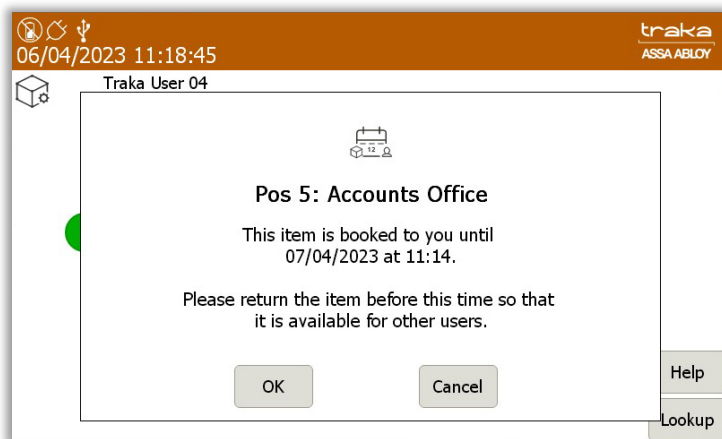 06/04/2023 11:18:45
traka
ASSA ABLOY
Traka User 04
12
Pos 5: Accounts Office
This item is booked to you until
07/04/2023 at 11:14.
Please return the item before this time so that
it is available for other users.
OK
Cancel
Help
Lookup